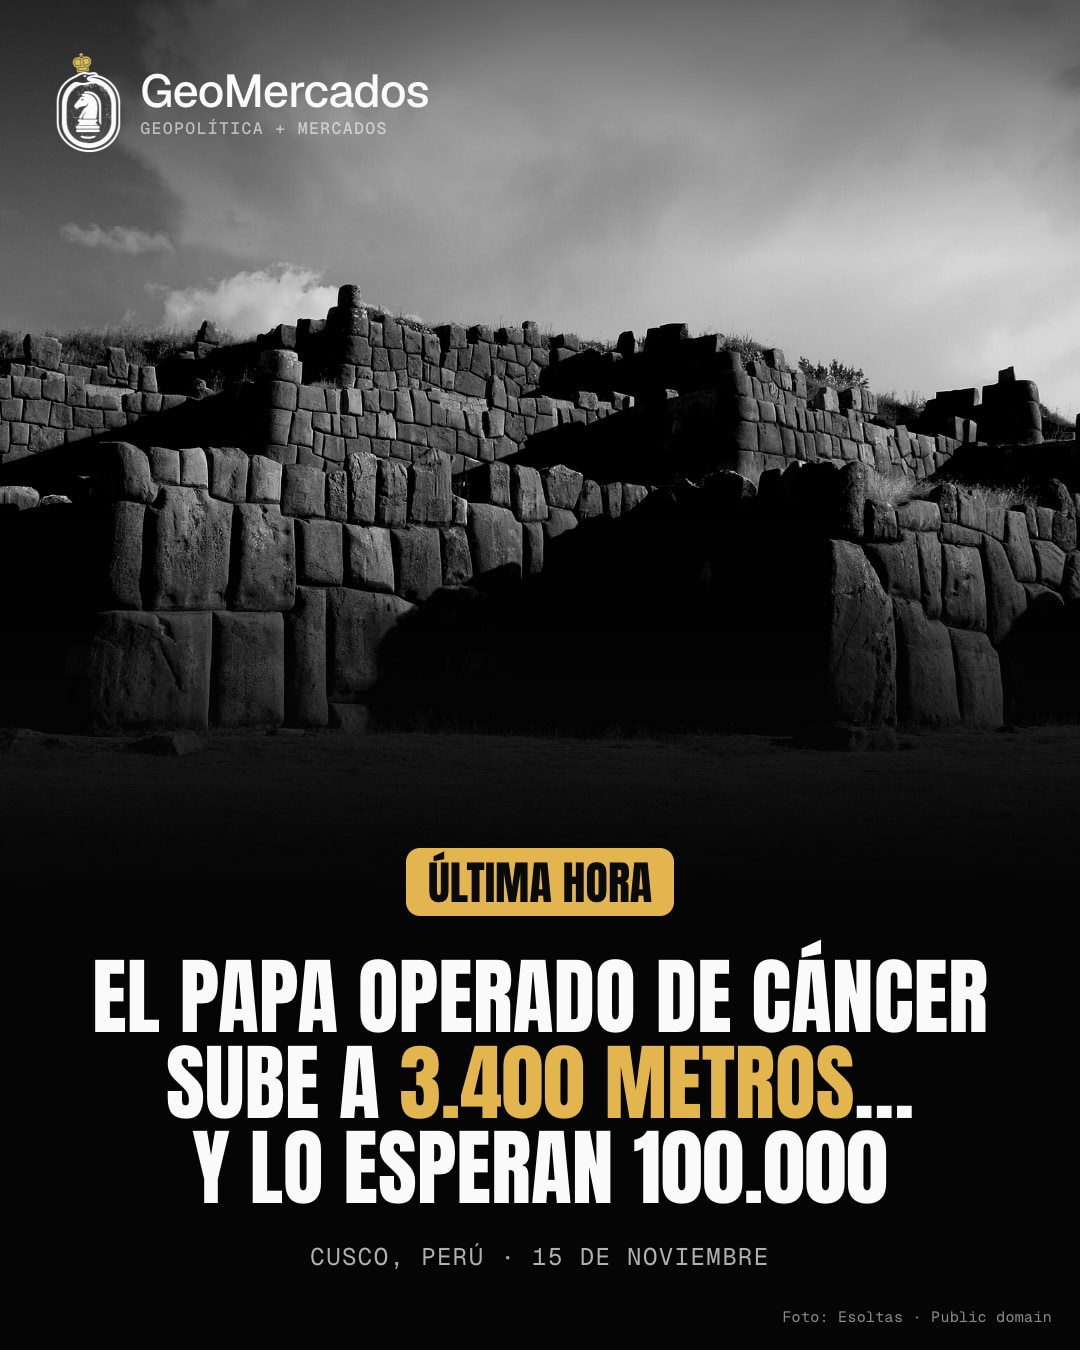 GeoMercados
GEOPOLÍTICA + MERCADOS
ÚLTIMA HORA
EL PAPA OPERADO DE CÁNCER
SUBE A 3.400 METROS...
Y LO ESPERAN 100.000
CUSCO, PERÚ · 15 DE NOVIEMBRE
Foto: Esoltas · Public domain